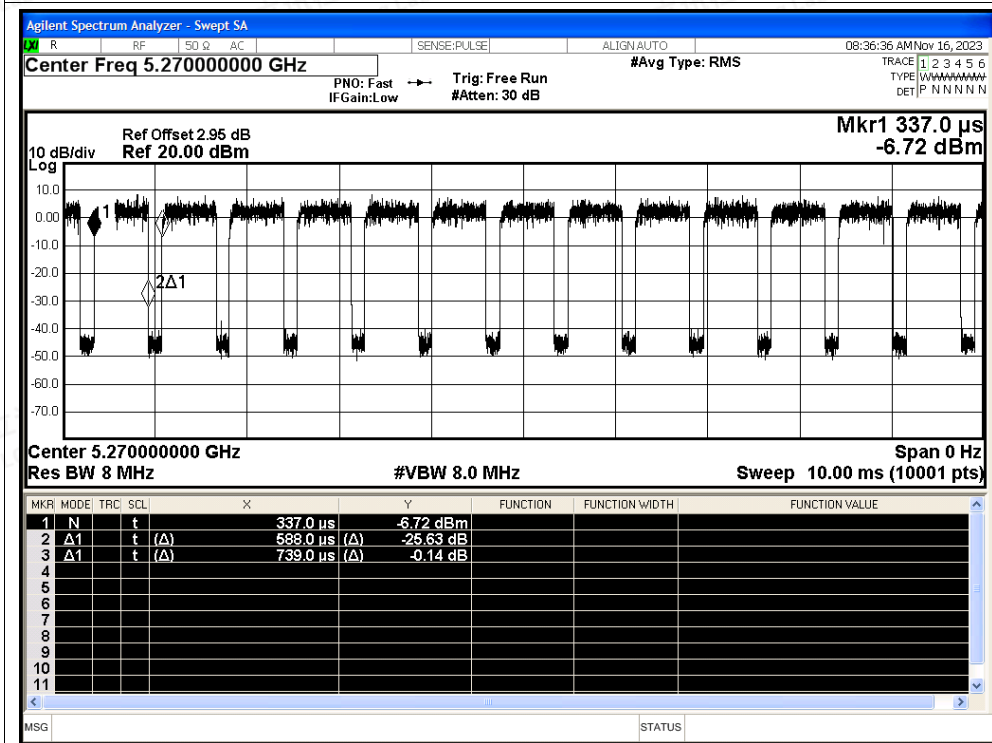 Agilent Spectrum Analyzer - Swept SA
LXI R RF 50 Ω AC SENSE:PULSE ALIGN AUTO 08:36:36 AM Nov 16, 2023
Center Freq 5.270000000 GHz #Avg Type: RMS TRACE 1 2 3 4 5 6
PNO: Fast Trig: Free Run TYPE
IFGain:Low #Atten: 30 dB DET P N N N N N
Mkr1 337.0 µs
Ref Offset 2.95 dB
10 dB/div Ref 20.00 dBm -6.72 dBm
Log
10.0
0.00
1
-10.0
-20.0
2Δ1
-30.0
-40.0
-50.0
-60.0
-70.0
Center 5.270000000 GHz Span 0 Hz
Res BW 8 MHz #VBW 8.0 MHz Sweep 10.00 ms (10001 pts)
MKR MODE TRC SCL X Y FUNCTION FUNCTION WIDTH FUNCTION VALUE
1 N t 337.0 µs -6.72 dBm
2 Δ1 t (Δ) 588.0 µs (Δ) -25.63 dB
3 Δ1 t (Δ) 739.0 µs (Δ) -0.14 dB
4
5
6
7
8
9
10
11
MSG STATUS